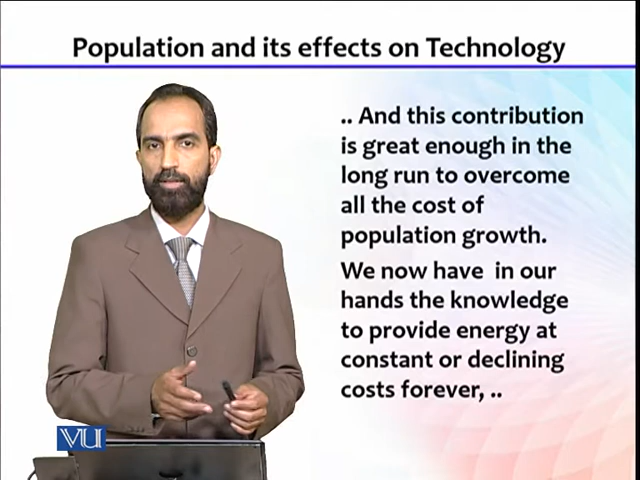 Population and its effects on Technology
.. And this contribution
is great enough in the
long run to overcome
all the cost of
population growth.
We now have in our
hands the knowledge
to provide energy at
constant or declining
costs forever, ..
VU